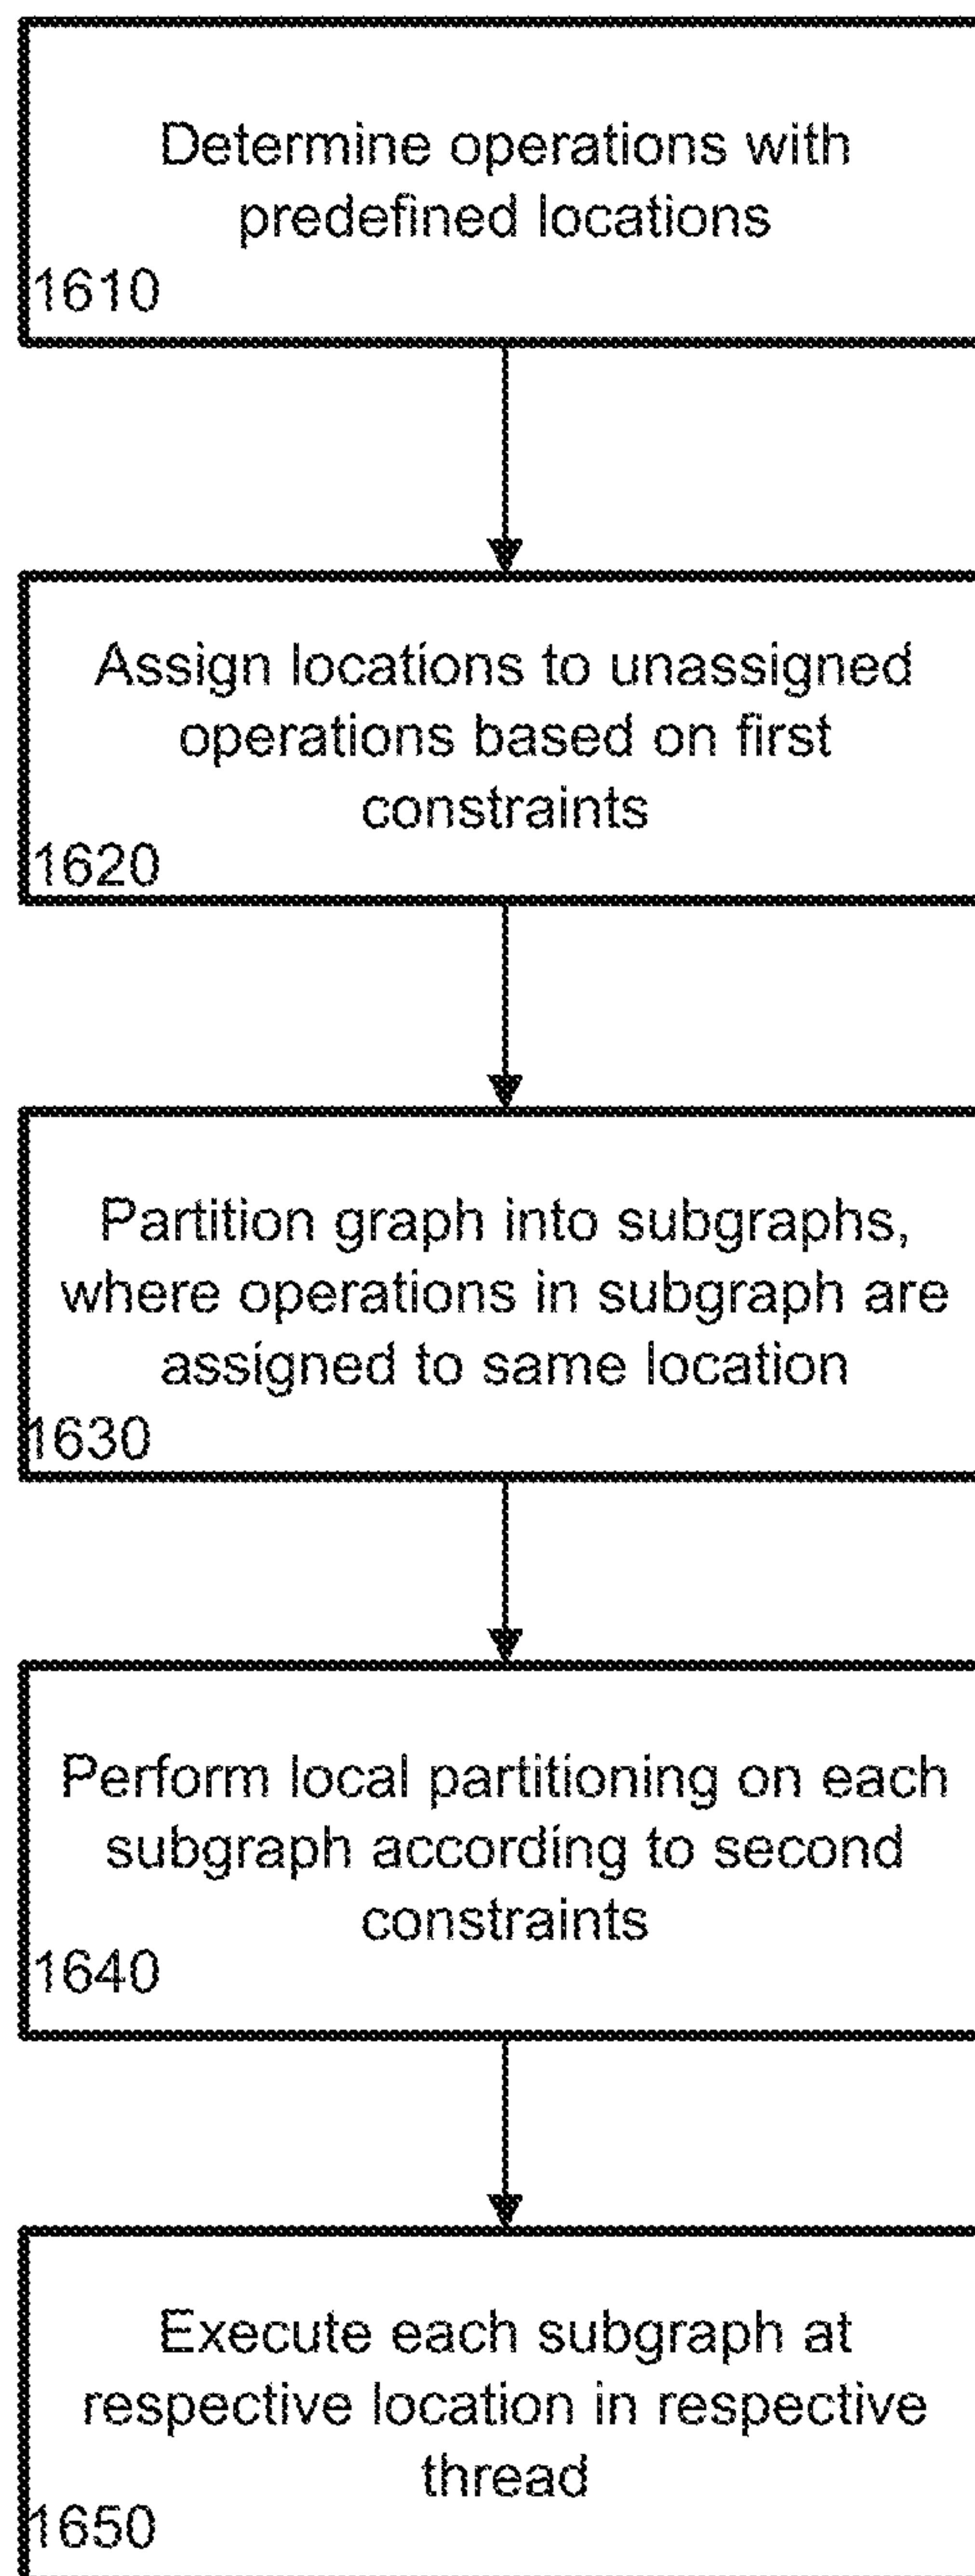 Determine operations with
predefined locations
1610
Assign locations to unassigned
operations based on first
constraints
1620
Partition graph into subgraphs,
where operations in subgraph are
assigned to same location
1630
Perform local partitioning on each
subgraph according to second
constraints
1640
Execute each subgraph at
respective location in respective
thread
1650